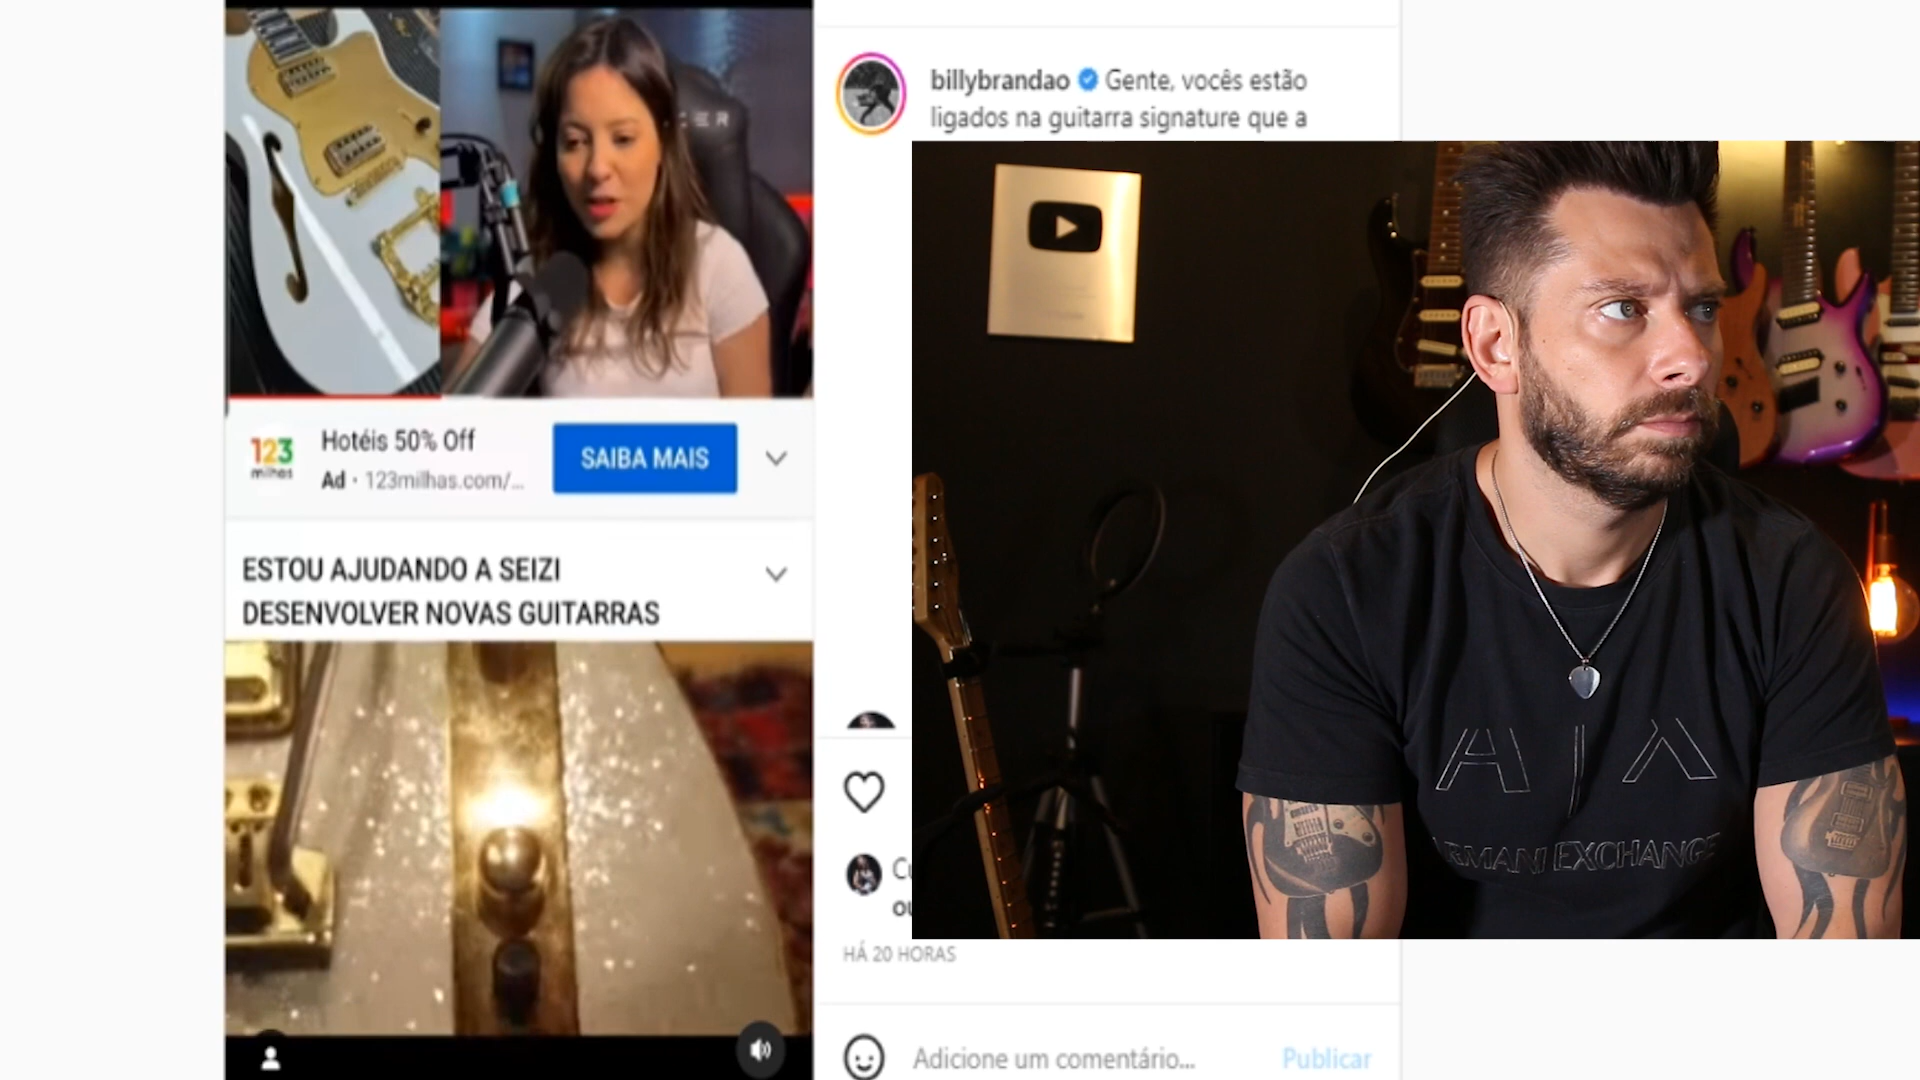 CER
123
milhas
Hotéis 50% Off
Ad · 123milhas.com/...
SAIBA MAIS
ESTOU AJUDANDO A SEIZI
DESENVOLVER NOVAS GUITARRAS
billybrandao Gente, vocês estão
ligados na guitarra signature que a
HÁ 20 HORAS
Adicione um comentário...
Publicar
A|X
ARMANI EXCHANGE